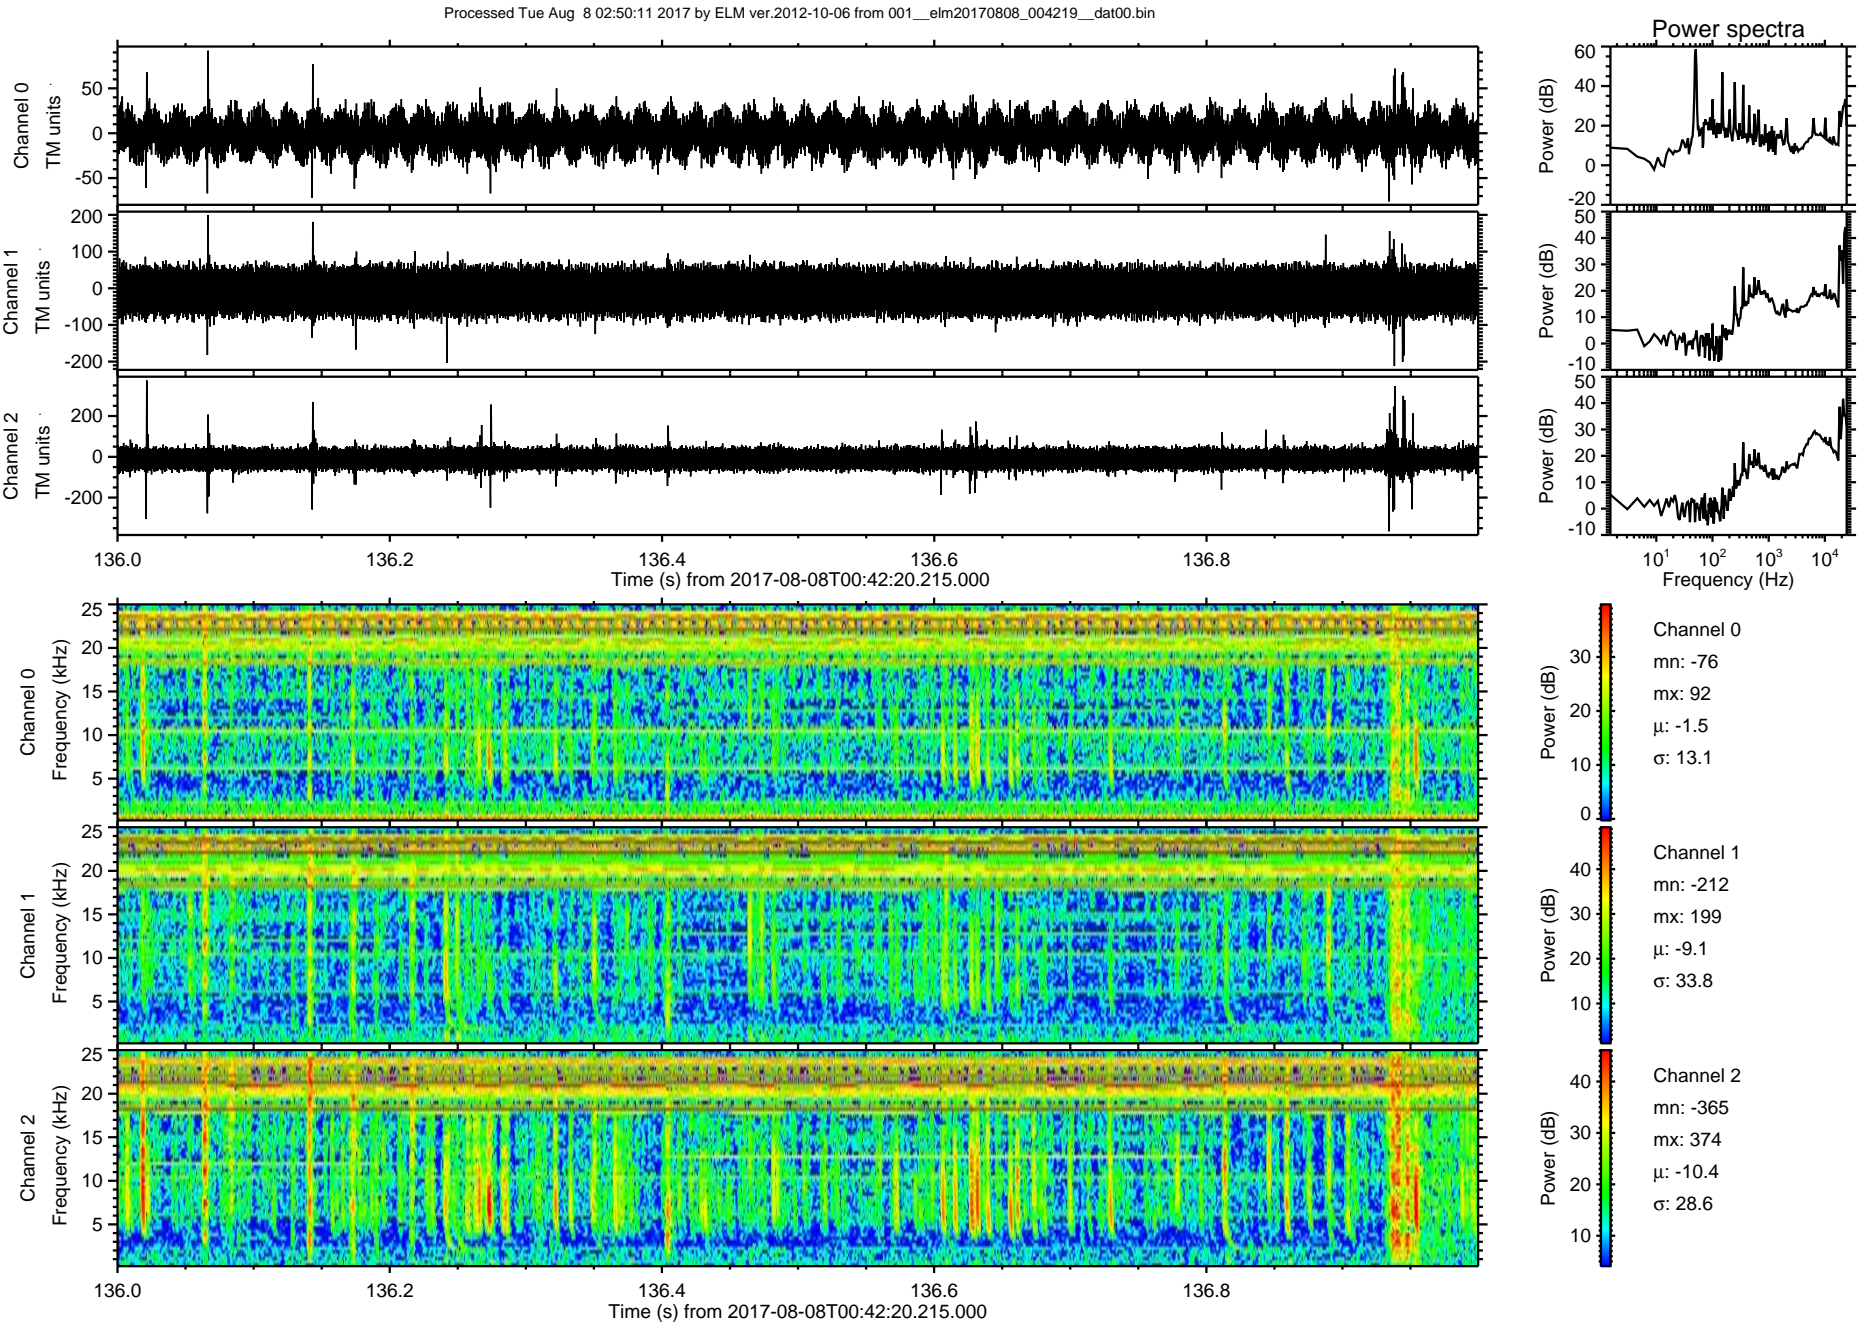 Processed Tue Aug  8 02:50:11 2017 by ELM ver.2012-10-06 from 001__elm20170808_004219__dat00.bin
Power spectra
Channel 0
TM units
50
0
-50
Power (dB)
60
40
20
0
-20
Channel 1
TM units
200
100
0
-100
-200
Power (dB)
50
40
30
20
10
0
-10
Channel 2
TM units
200
0
-200
Power (dB)
50
40
30
20
10
0
-10
136.0 136.2 136.4 136.6 136.8
Time (s) from 2017-08-08T00:42:20.215.000
10^1 10^2 10^3 10^4
Frequency (Hz)
Channel 0
Frequency (kHz)
25
20
15
10
5
Power (dB)
30
20
10
0
Channel 0
mn: -76
mx: 92
μ: -1.5
σ: 13.1
Channel 1
Frequency (kHz)
25
20
15
10
5
Power (dB)
40
30
20
10
Channel 1
mn: -212
mx: 199
μ: -9.1
σ: 33.8
Channel 2
Frequency (kHz)
25
20
15
10
5
Power (dB)
40
30
20
10
Channel 2
mn: -365
mx: 374
μ: -10.4
σ: 28.6
136.0 136.2 136.4 136.6 136.8
Time (s) from 2017-08-08T00:42:20.215.000